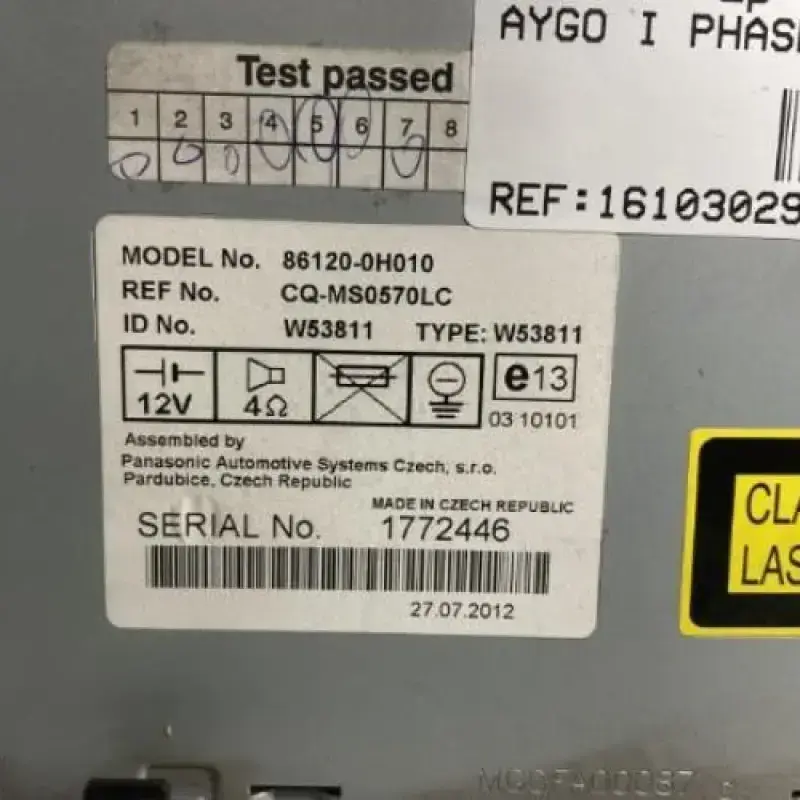 AYGO I PHAS
REF:16103029
Test passed
1 2 3 4 5 6 7 8
MODEL No. 86120-0H010
REF No. CQ-MS0570LC
ID No. W53811 TYPE: W53811
12V 4Ω e13
03 10101
Assembled by
Panasonic Automotive Systems Czech, s.r.o.
Pardubice, Czech Republic
MADE IN CZECH REPUBLIC
SERIAL No. 1772446
27.07.2012
CLA
LAS